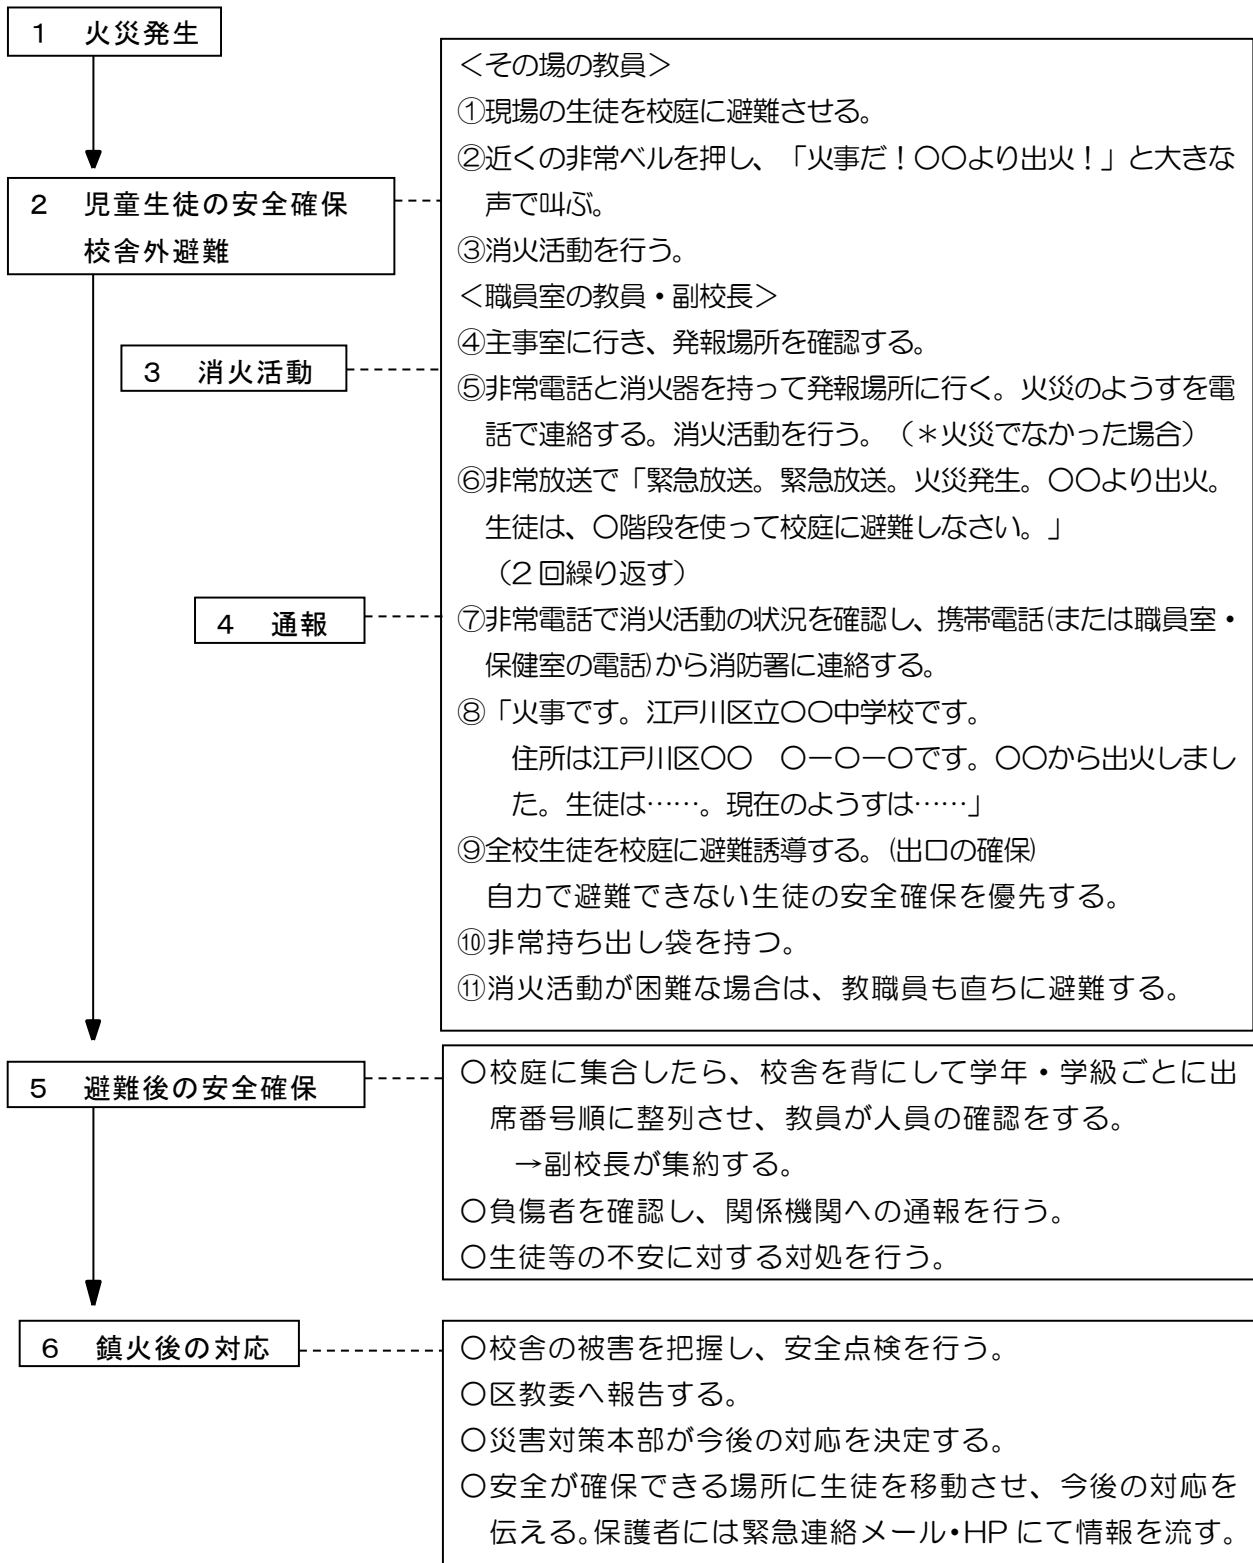 1 火災発生
2 児童生徒の安全確保
校舎外避難
3 消火活動
4 通報
<その場の教員>
①現場の生徒を校庭に避難させる。
②近くの非常ベルを押し、「火事だ！〇〇より出火！」と大きな
声で叫ぶ。
③消火活動を行う。
<職員室の教員・副校長>
④主事室に行き、発報場所を確認する。
⑤非常電話と消火器を持って発報場所に行く。火災のようすを電
話で連絡する。消火活動を行う。（＊火災でなかった場合）
⑥非常放送で「緊急放送。緊急放送。火災発生。〇〇より出火。
生徒は、〇階段を使って校庭に避難しなさい。」
（2回繰り返す）
⑦非常電話で消火活動の状況を確認し、携帯電話(または職員室・
保健室の電話)から消防署に連絡する。
⑧「火事です。江戸川区立〇〇中学校です。
住所は江戸川区〇〇　〇ー〇ー〇です。〇〇から出火しまし
た。生徒は……。現在のようすは……」
⑨全校生徒を校庭に避難誘導する。(出口の確保)
自力で避難できない生徒の安全確保を優先する。
⑩非常持ち出し袋を持つ。
⑪消火活動が困難な場合は、教職員も直ちに避難する。
5 避難後の安全確保
〇校庭に集合したら、校舎を背にして学年・学級ごとに出
席番号順に整列させ、教員が人員の確認をする。
→副校長が集約する。
〇負傷者を確認し、関係機関への通報を行う。
〇生徒等の不安に対する対処を行う。
6 鎮火後の対応
〇校舎の被害を把握し、安全点検を行う。
〇区教委へ報告する。
〇災害対策本部が今後の対応を決定する。
〇安全が確保できる場所に生徒を移動させ、今後の対応を
伝える。保護者には緊急連絡メール・HPにて情報を流す。